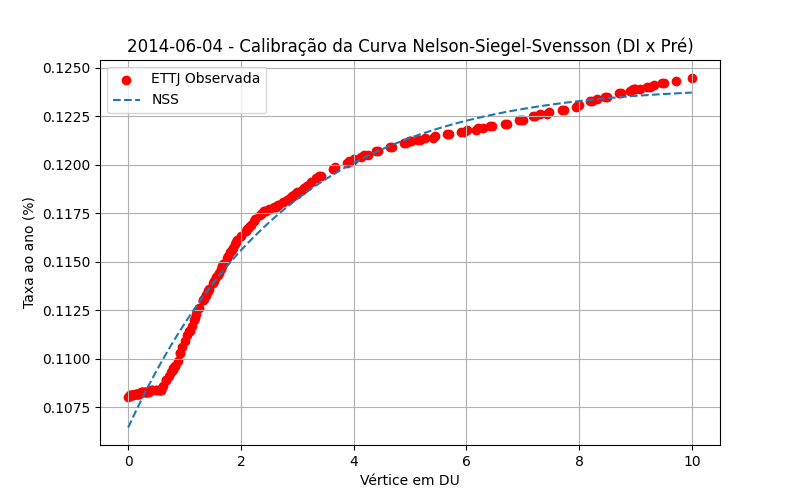 2014-06-04 - Calibração da Curva Nelson-Siegel-Svensson (DI x Pré)
ETTJ Observada
NSS
Taxa ao ano (%)
0.1250
0.1225
0.1200
0.1175
0.1150
0.1125
0.1100
0.1075
0 2 4 6 8 10
Vértice em DU